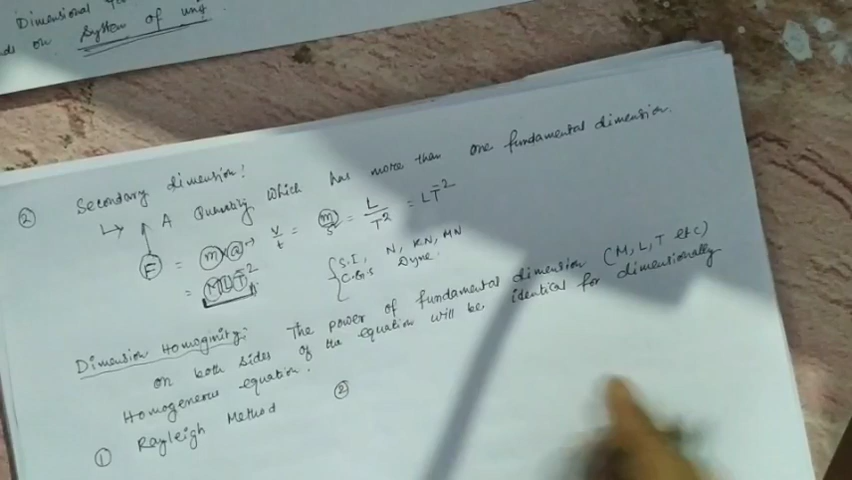 Dimensional
on System of unit
② Secondary dimension:
↳ A Quantity which has more than one fundamental dimension.
F = m × a → v/t = m/s² = L/T² = LT⁻²
= MLT⁻²
{ S.I, N, KN, MN
C.G.S Dyne
Dimension Homoginity: The power of fundamental dimension (M, L, T etc)
on both sides of the equation will be identical for dimensionally
Homogeneous equation.
① Rayleigh Method ②